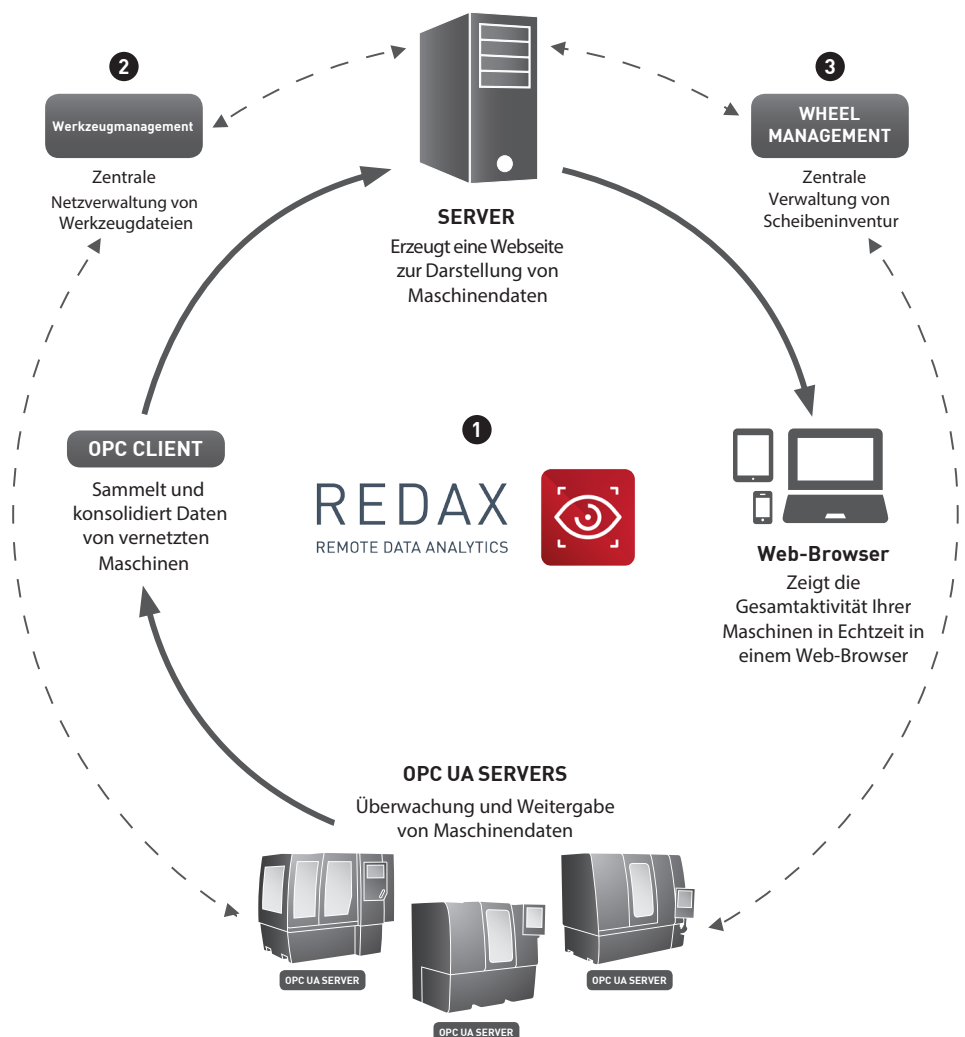 2
Werkzeugmanagement
Zentrale
Netzverwaltung von
Werkzeugdateien
3
WHEEL
MANAGEMENT
Zentrale
Verwaltung von
Scheibeninventur
SERVER
Erzeugt eine Webseite
zur Darstellung von
Maschinendaten
OPC CLIENT
Sammelt und
konsolidiert Daten
von vernetzten
Maschinen
1
REDAX
REMOTE DATA ANALYTICS
Web-Browser
Zeigt die
Gesamtaktivität Ihrer
Maschinen in Echtzeit in
einem Web-Browser
OPC UA SERVERS
Überwachung und Weitergabe
von Maschinendaten
OPC UA SERVER
OPC UA SERVER
OPC UA SERVER